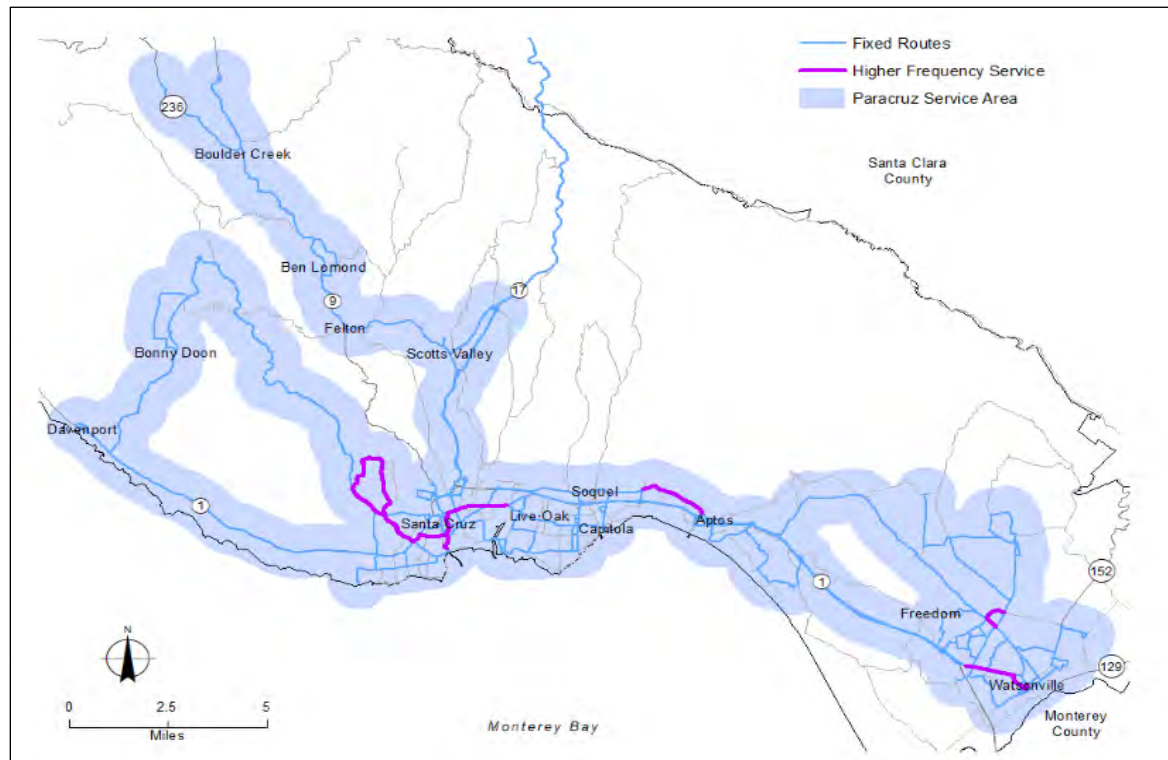 Fixed Routes
Higher Frequency Service
Paracruz Service Area
236
Boulder Creek
Santa Clara
County
Ben Lomond
9
17
Felton
Scotts Valley
Bonny Doon
Davenport
1
Soquel
Santa Cruz
Live Oak
Capitola
Aptos
1
152
Freedom
129
Watsonville
Monterey
County
N
0 2.5 5
Miles
Monterey Bay